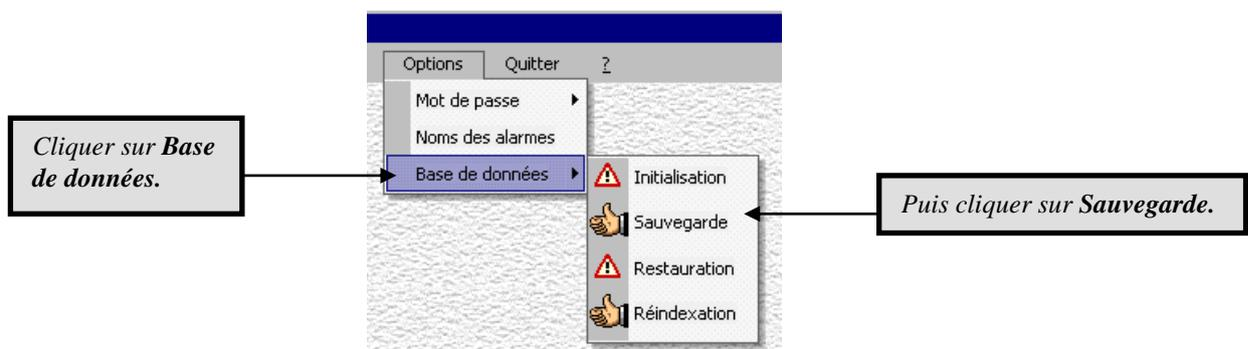 Options Quitter ?
Mot de passe
Noms des alarmes
Base de données
Initialisation
Sauvegarde
Restauration
Réindexation
Cliquer sur Base
de données.
Puis cliquer sur Sauvegarde.